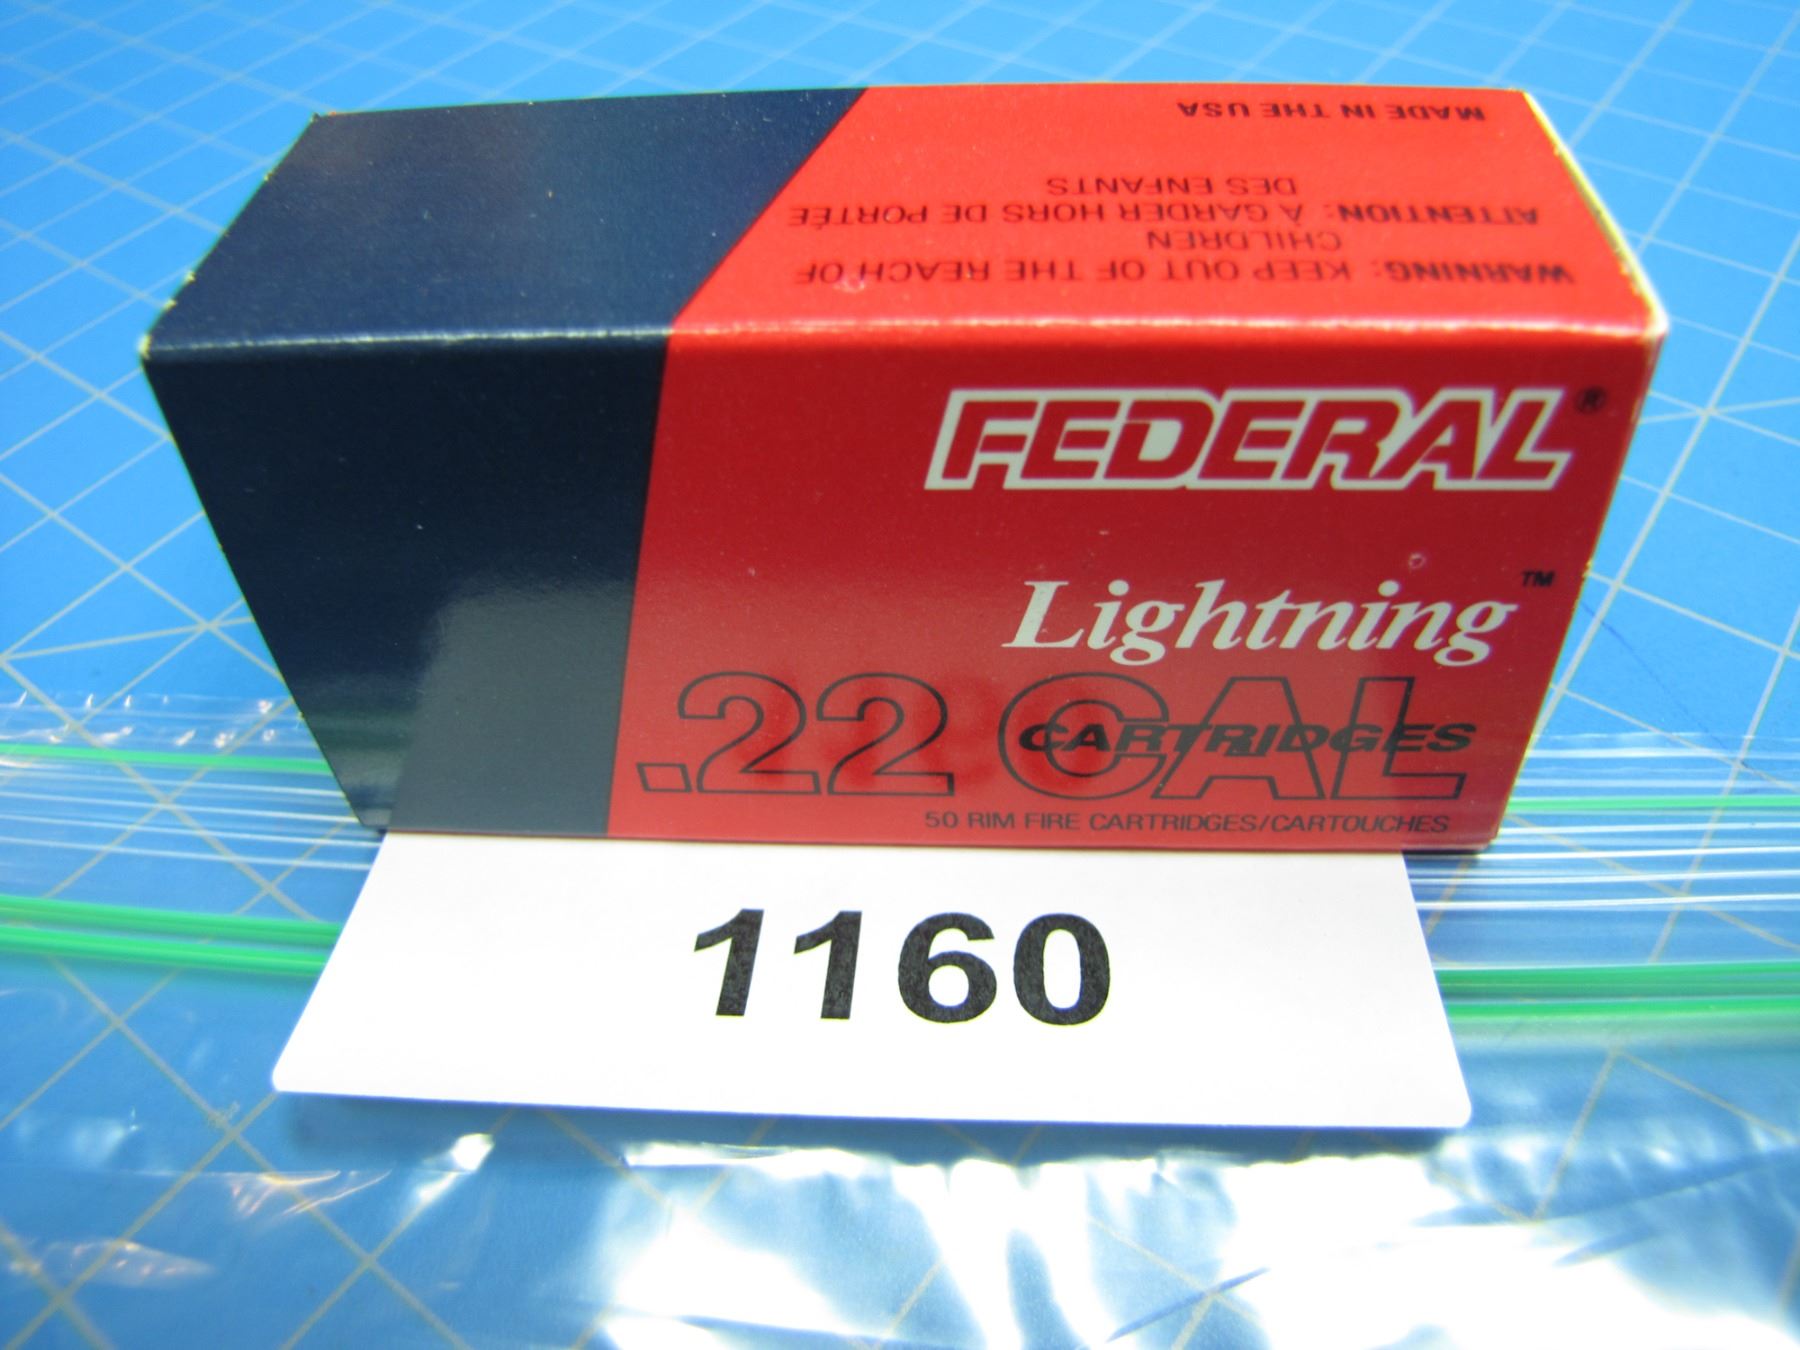 MADE IN THE USA
WARNING: KEEP OUT OF THE REACH OF
CHILDREN
ATTENTION: À GARDER HORS DE PORTÉE
DES ENFANTS
FEDERAL®
Lightning™
.22 CAL
CARTRIDGES
50 RIM FIRE CARTRIDGES/CARTOUCHES
1160